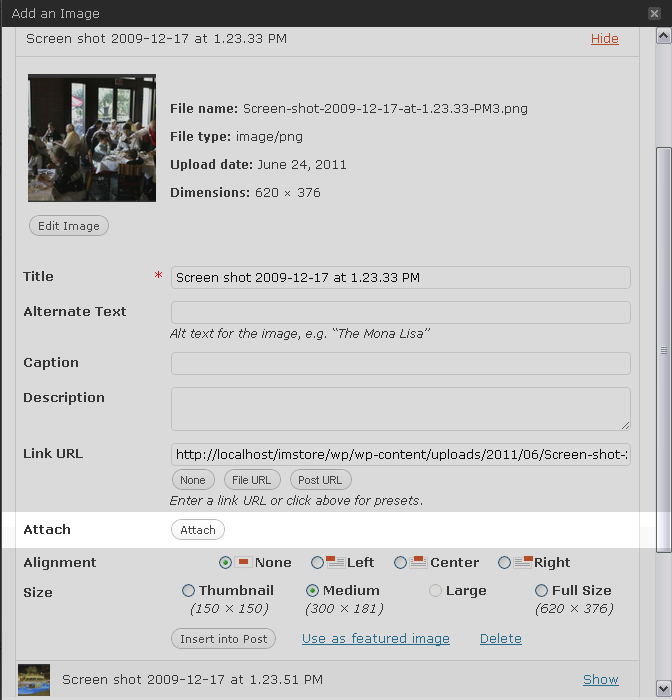 Add an Image
Screen shot 2009-12-17 at 1.23.33 PM Hide
File name: Screen-shot-2009-12-17-at-1.23.33-PM3.png
File type: image/png
Upload date: June 24, 2011
Dimensions: 620 × 376
Edit Image
Title * Screen shot 2009-12-17 at 1.23.33 PM
Alternate Text
Alt text for the image, e.g. “The Mona Lisa”
Caption
Description
Link URL http://localhost/imstore/wp/wp-content/uploads/2011/06/Screen-shot-2
None File URL Post URL
Enter a link URL or click above for presets.
Attach Attach
Alignment None Left Center Right
Size Thumbnail Medium Large Full Size
(150 × 150) (300 × 181) (620 × 376)
Insert into Post Use as featured image Delete
Screen shot 2009-12-17 at 1.23.51 PM Show